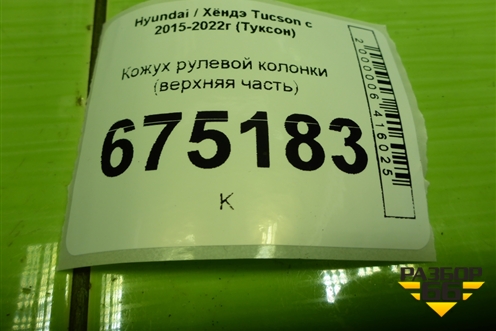 Hyundai / Хёндэ Tucson с
2015-2022г (Туксон)
Кожух рулевой колонки
(верхняя часть)
675183
К
2000006416025
РАЗБОР